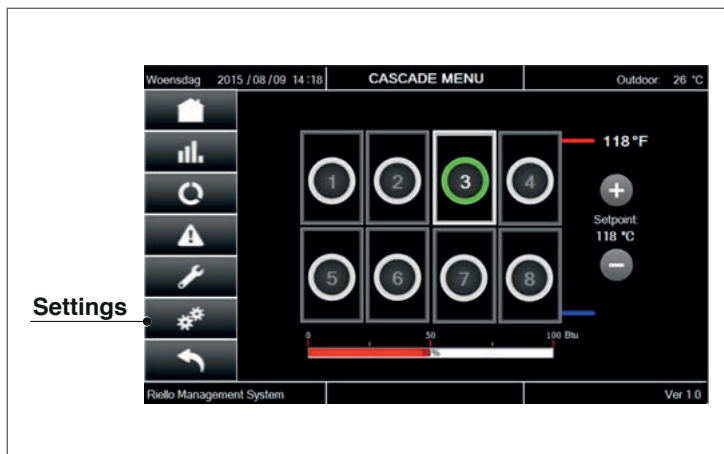 Woensdag 2015 / 08 / 09 14:18 CASCADE MENU Outdoor: 26 °C
118°F
1 2 3 4
Setpoint:
118 °C
5 6 7 8
Settings
0 50 100 Btu
50%
Riello Management System Ver 1.0